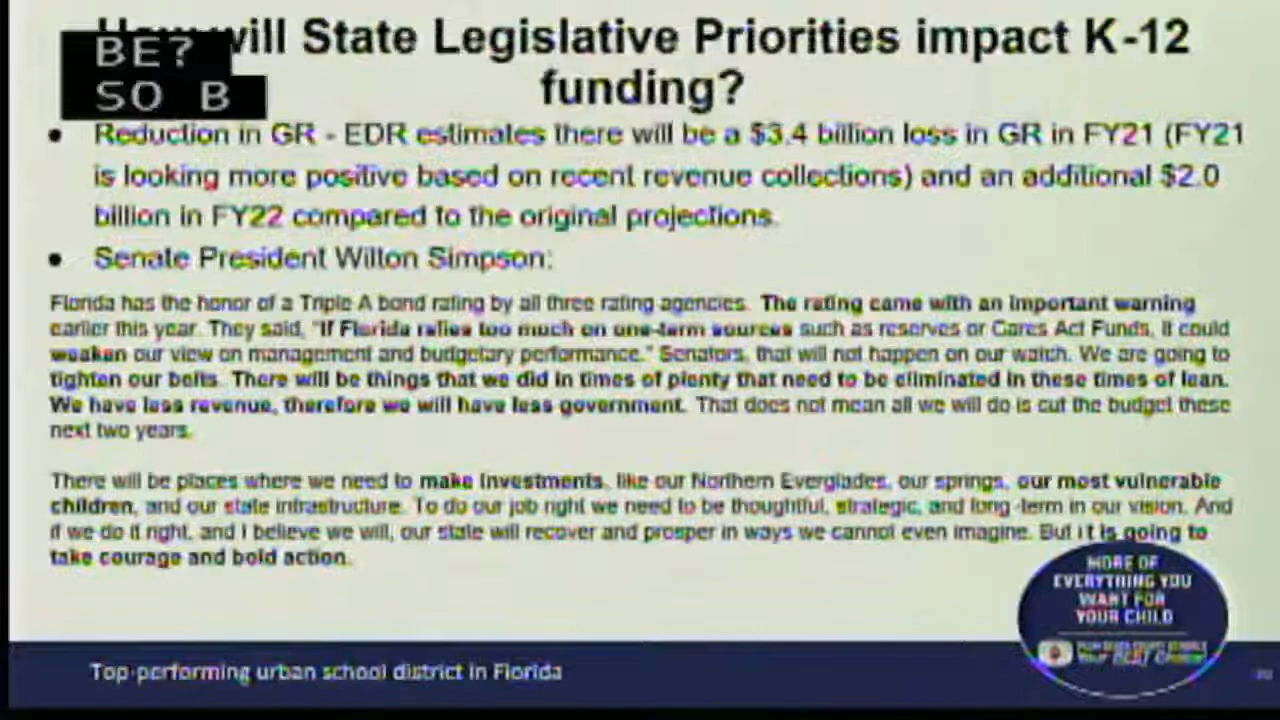 will State Legislative Priorities impact K-12
funding?
BE?
SO B
• Reduction in GR - EDR estimates there will be a $3.4 billion loss in GR in FY21 (FY21
is looking more positive based on recent revenue collections) and an additional $2.0
billion in FY22 compared to the original projections.
• Senate President Wilton Simpson:
Florida has the honor of a Triple A bond rating by all three rating agencies. The rating came with an important warning
earlier this year. They said, "If Florida relies too much on one-term sources such as reserves or Cares Act Funds, it could
weaken our view on management and budgetary performance." Senators, that will not happen on our watch. We are going to
tighten our belts. There will be things that we did in times of plenty that need to be eliminated in these times of lean.
We have less revenue, therefore we will have less government. That does not mean all we will do is cut the budget these
next two years.
There will be places where we need to make investments, like our Northern Everglades, our springs, our most vulnerable
children, and our state infrastructure. To do our job right we need to be thoughtful, strategic, and long-term in our vision. And
if we do it right, and I believe we will, our state will recover and prosper in ways we cannot even imagine. But it is going to
take courage and bold action.
MORE OF
EVERYTHING YOU
WANT FOR
YOUR CHILD
Your BEST Choice
Top-performing urban school district in Florida